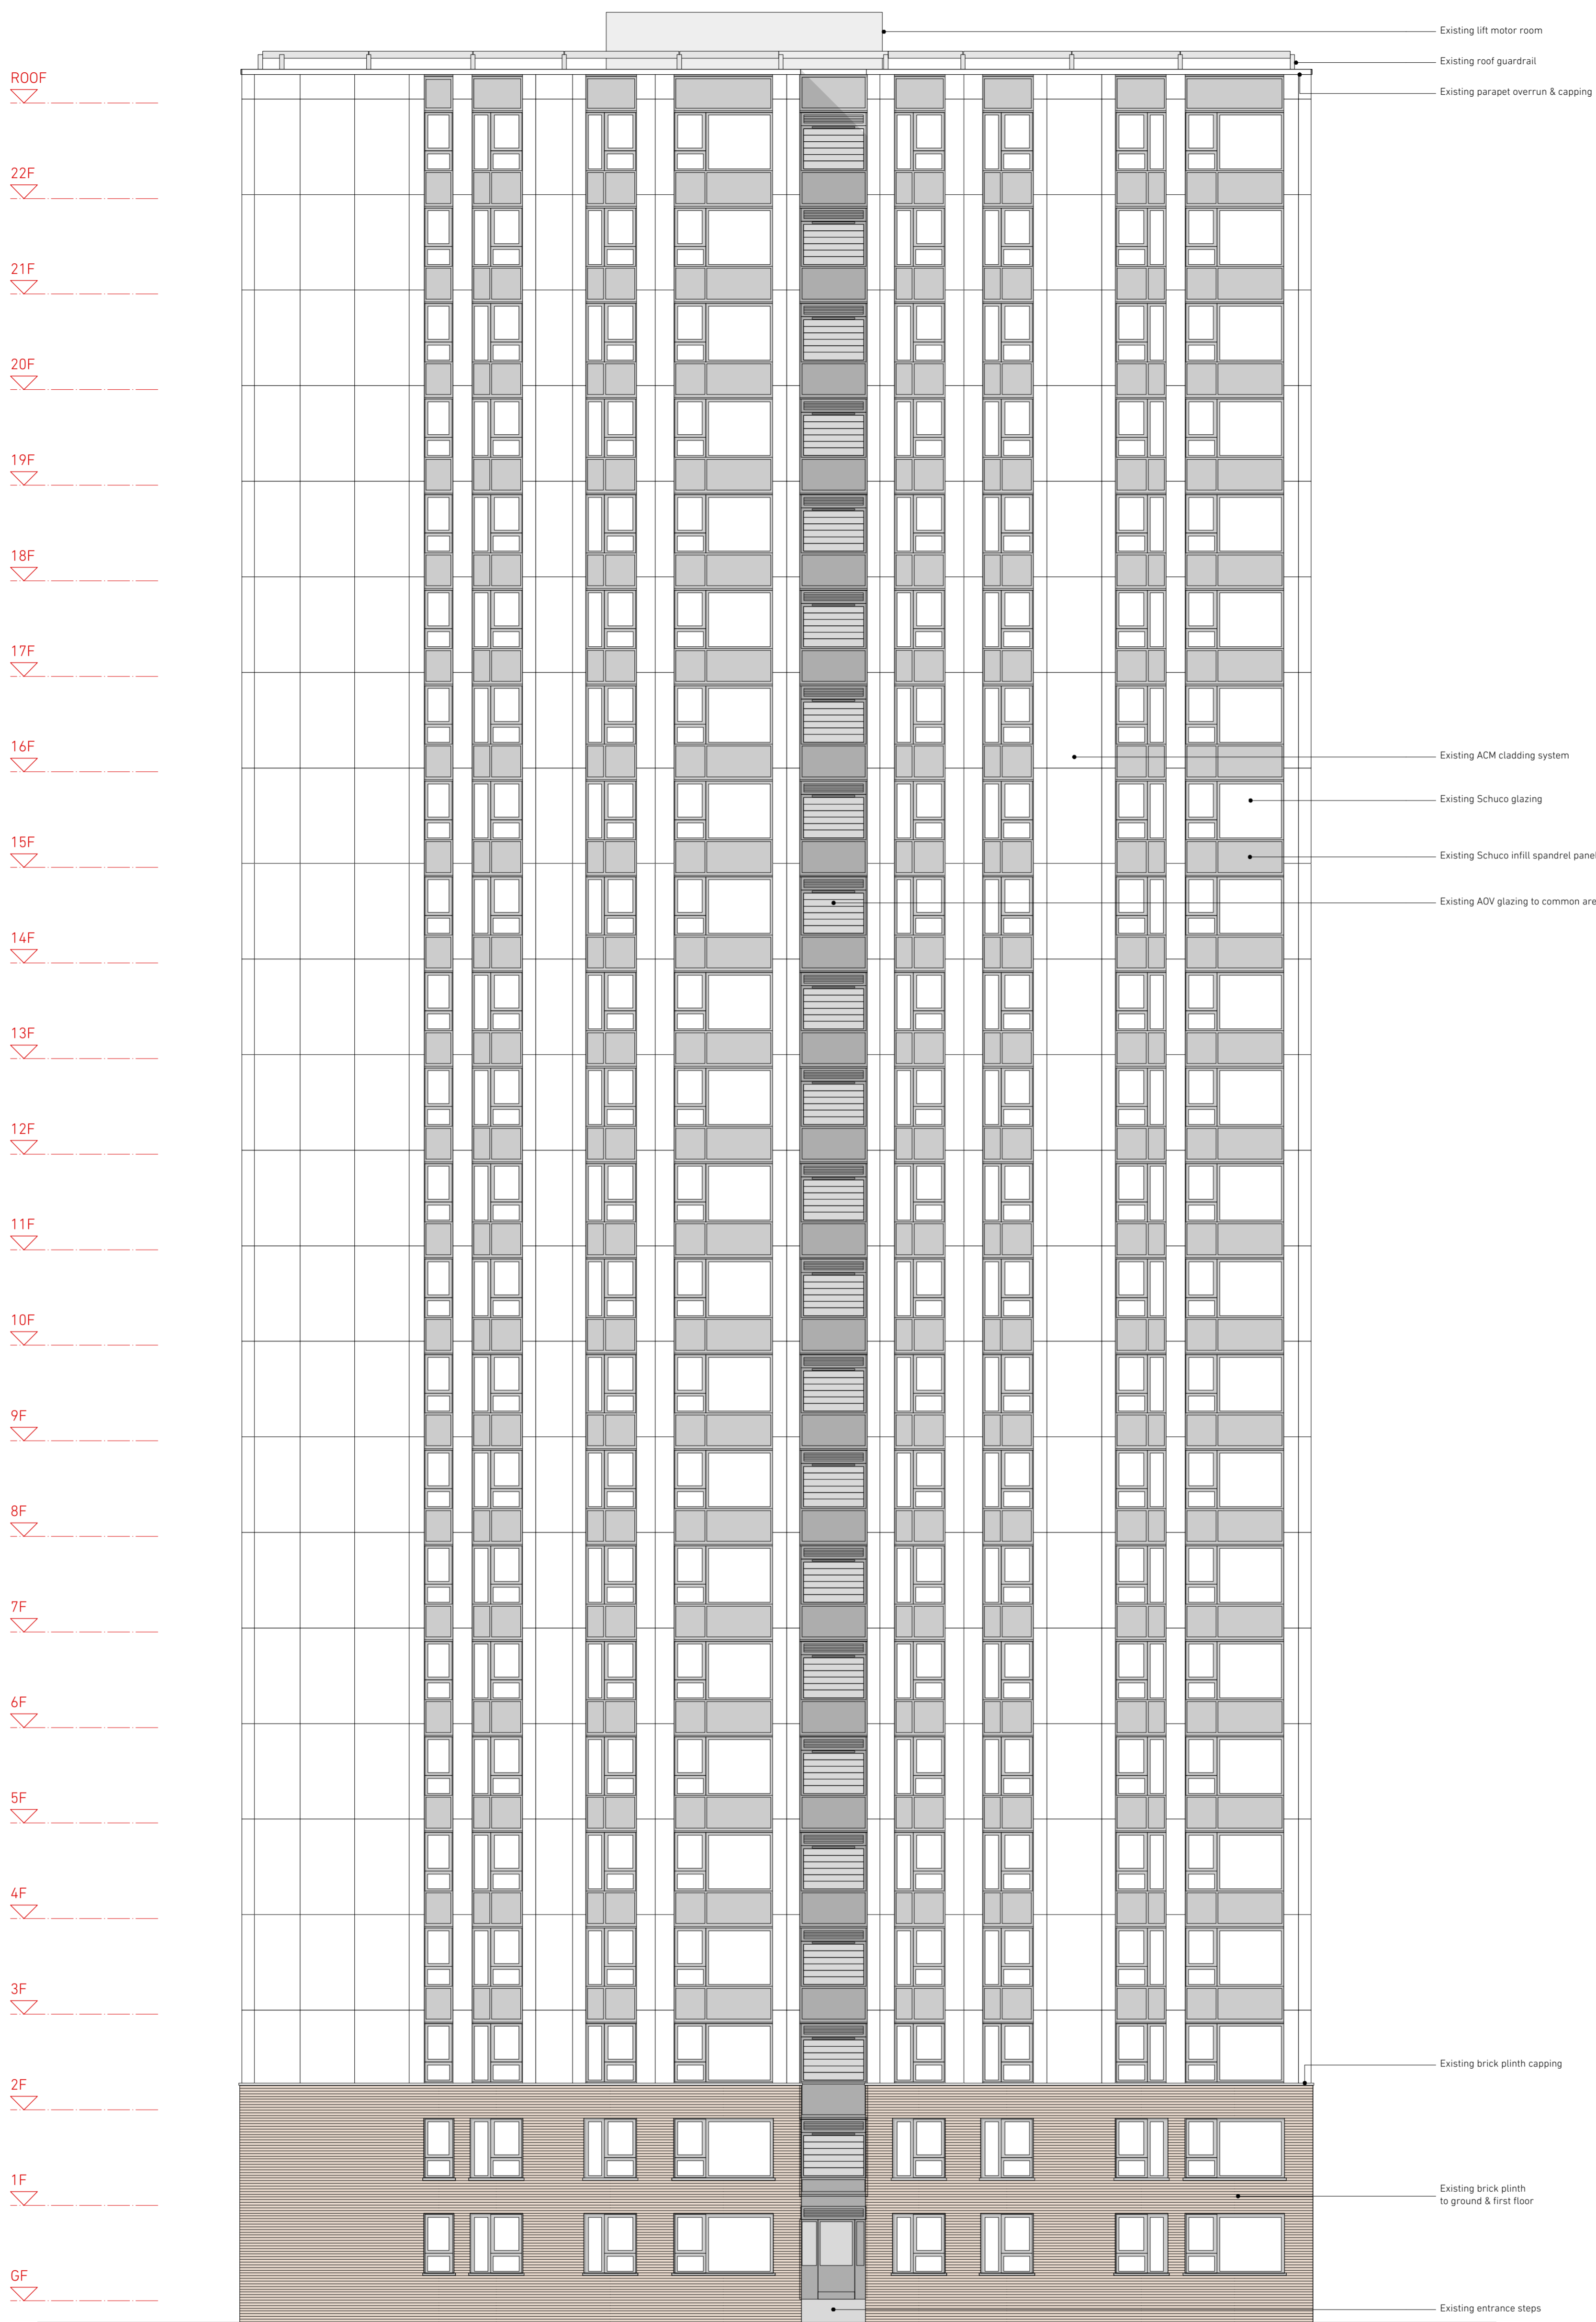 Existing lift motor room
Existing roof guardrail
ROOF
Existing parapet overrun & capping
22F
21F
20F
19F
18F
17F
16F
Existing ACM cladding system
Existing Schuco glazing
15F
Existing Schuco infill spandrel panel
Existing AOV glazing to common are
14F
13F
12F
11F
10F
9F
8F
7F
6F
5F
4F
3F
Existing brick plinth capping
2F
1F
Existing brick plinth
to ground & first floor
GF
Existing entrance steps